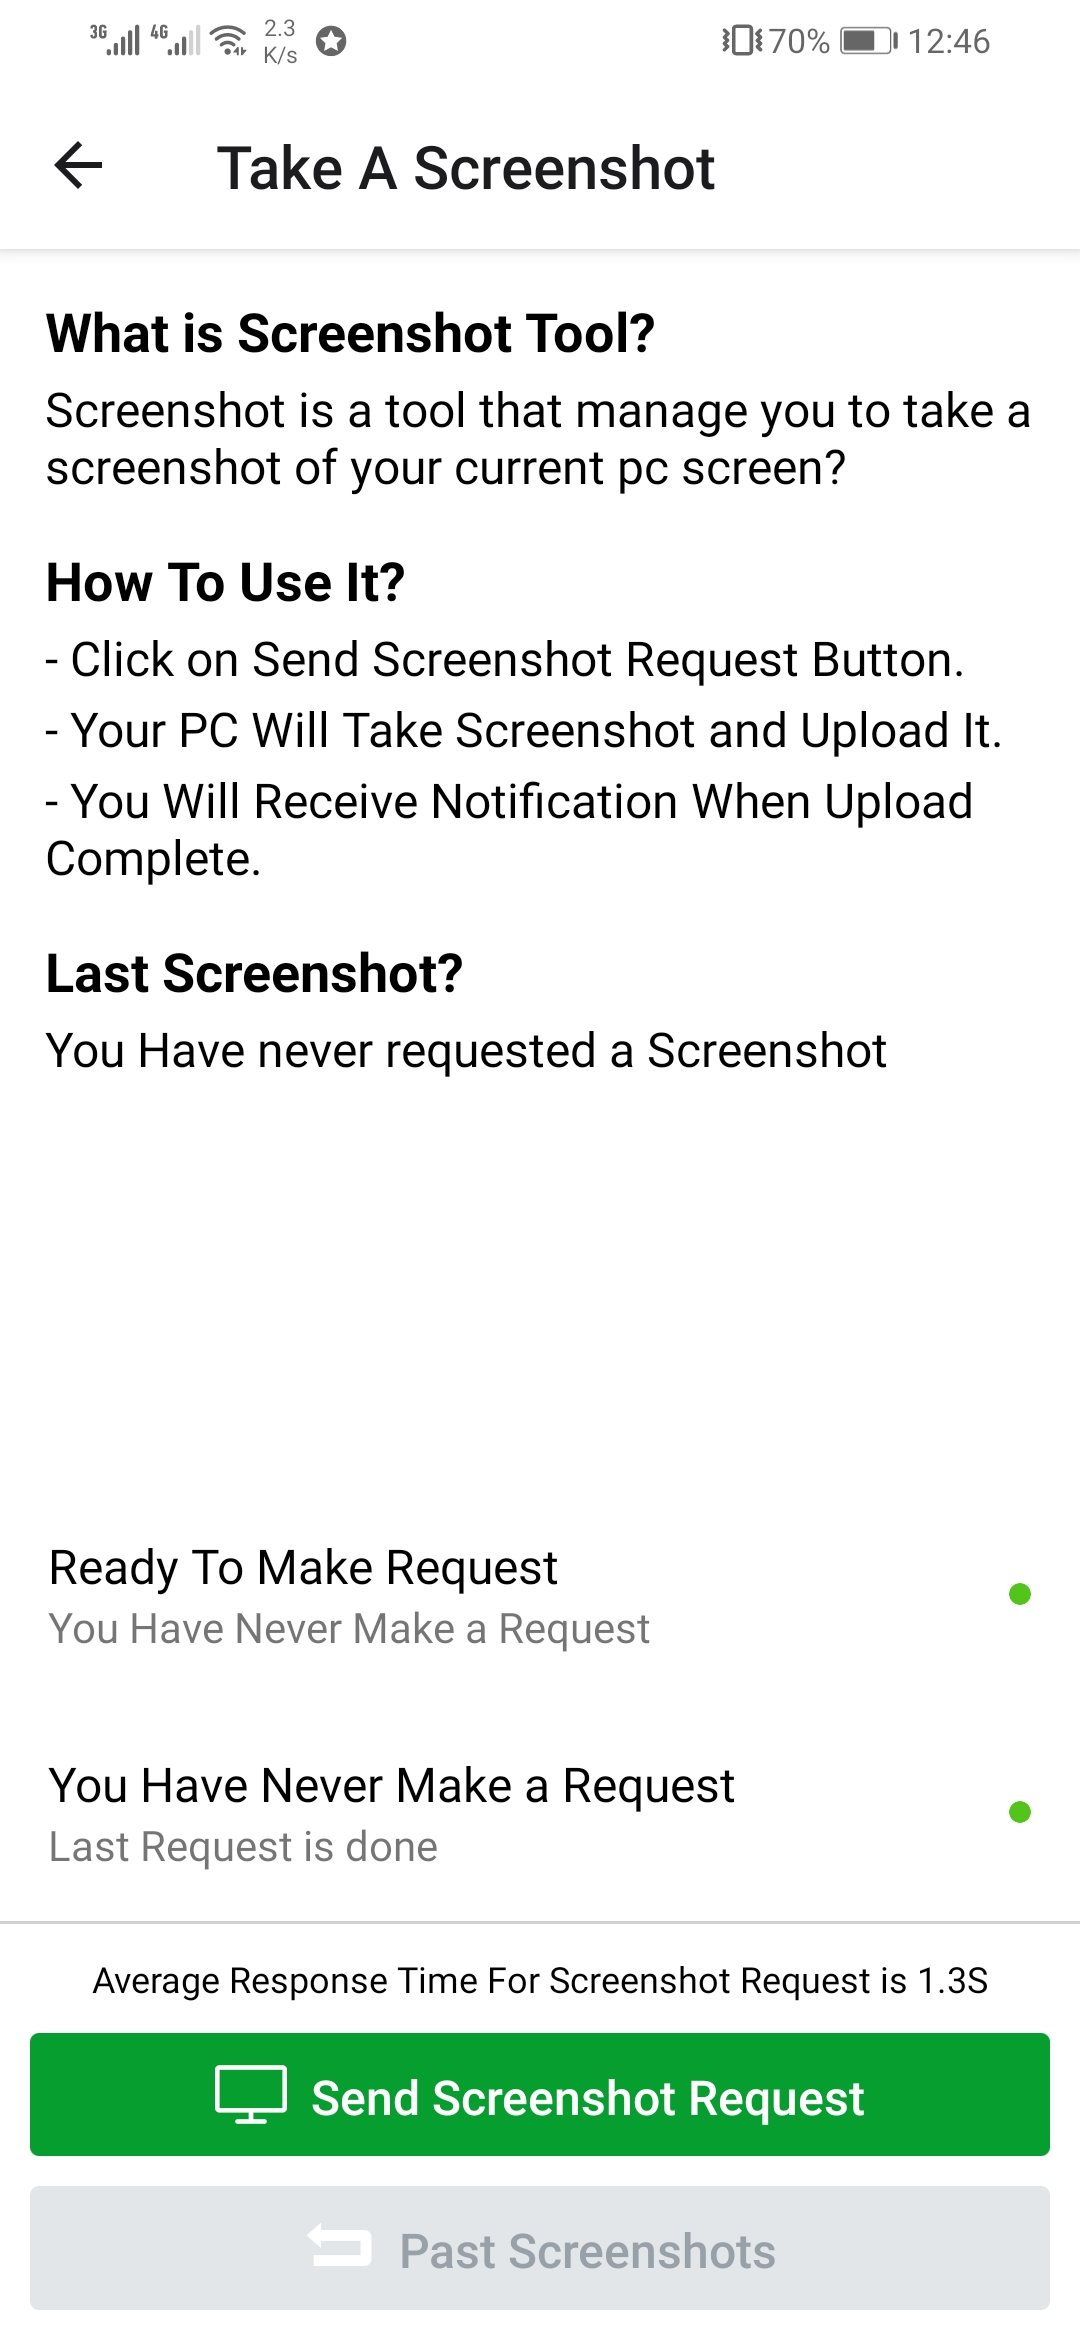 3G 4G 2.3 K/s 70% 12:46
Take A Screenshot
What is Screenshot Tool?
Screenshot is a tool that manage you to take a
screenshot of your current pc screen?
How To Use It?
- Click on Send Screenshot Request Button.
- Your PC Will Take Screenshot and Upload It.
- You Will Receive Notification When Upload
Complete.
Last Screenshot?
You Have never requested a Screenshot
Ready To Make Request
You Have Never Make a Request
You Have Never Make a Request
Last Request is done
Average Response Time For Screenshot Request is 1.3S
Send Screenshot Request
Past Screenshots